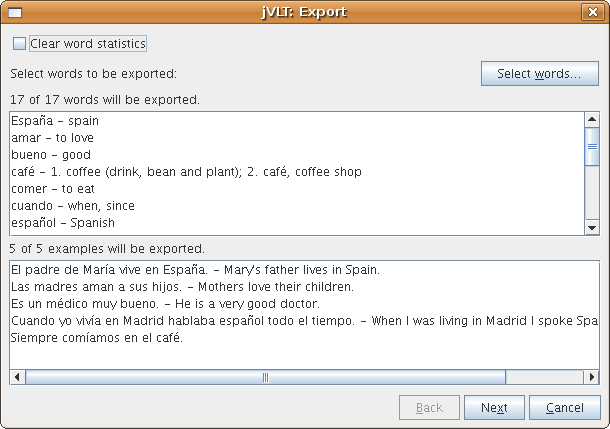 jVLT: Export
Clear word statistics
Select words to be exported:
Select words...
17 of 17 words will be exported.
España – spain
amar – to love
bueno – good
café – 1. coffee (drink, bean and plant); 2. café, coffee shop
comer – to eat
cuando – when, since
español – Spanish
5 of 5 examples will be exported.
El padre de María vive en España. – Mary's father lives in Spain.
Las madres aman a sus hijos. – Mothers love their children.
Es un médico muy bueno. – He is a very good doctor.
Cuando yo vivía en Madrid hablaba español todo el tiempo. – When I was living in Madrid I spoke Spa
Siempre comíamos en el café.
Back
Next
Cancel